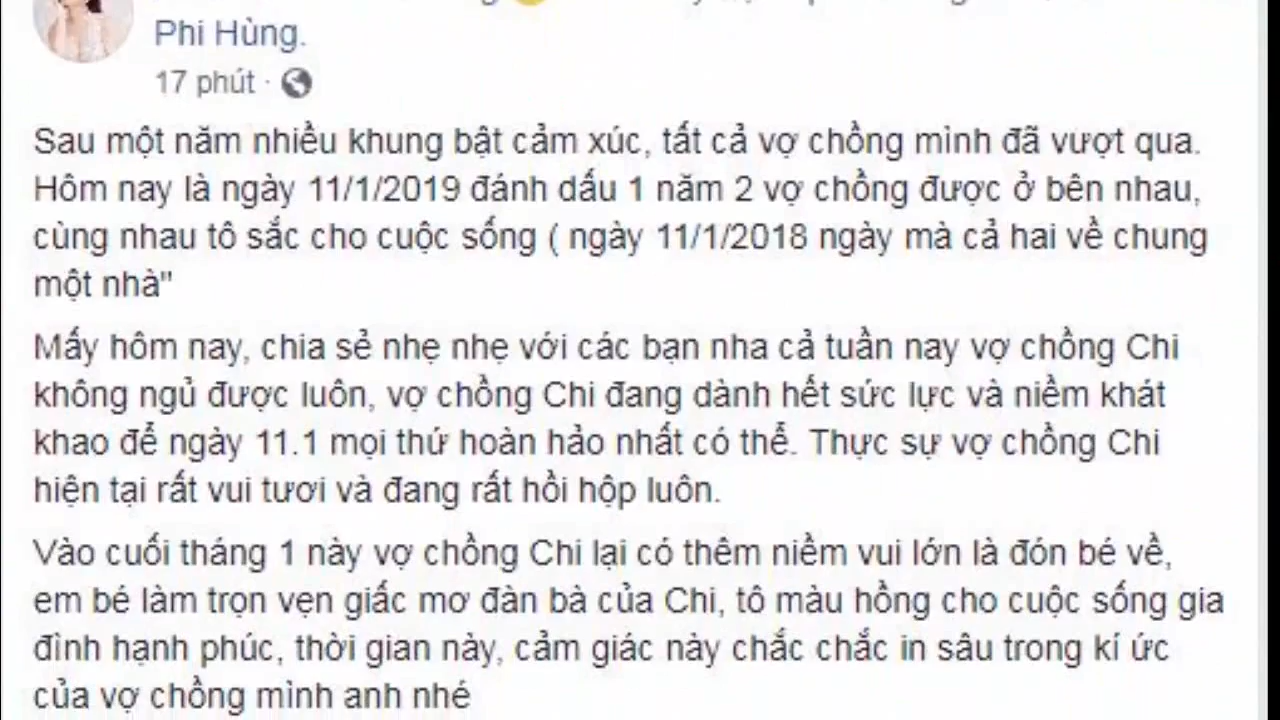 Phi Hùng.
17 phút ·
Sau một năm nhiều khung bật cảm xúc, tất cả vợ chồng mình đã vượt qua.
Hôm nay là ngày 11/1/2019 đánh dấu 1 năm 2 vợ chồng được ở bên nhau,
cùng nhau tô sắc cho cuộc sống ( ngày 11/1/2018 ngày mà cả hai về chung
một nhà"
Mấy hôm nay, chia sẻ nhẹ nhẹ với các bạn nha cả tuần nay vợ chồng Chi
không ngủ được luôn, vợ chồng Chi đang dành hết sức lực và niềm khát
khao để ngày 11.1 mọi thứ hoàn hảo nhất có thể. Thực sự vợ chồng Chi
hiện tại rất vui tươi và đang rất hồi hộp luôn.
Vào cuối tháng 1 này vợ chồng Chi lại có thêm niềm vui lớn là đón bé về,
em bé làm trọn vẹn giấc mơ đàn bà của Chi, tô màu hồng cho cuộc sống gia
đình hạnh phúc, thời gian này, cảm giác này chắc chắc in sâu trong kí ức
của vợ chồng mình anh nhé